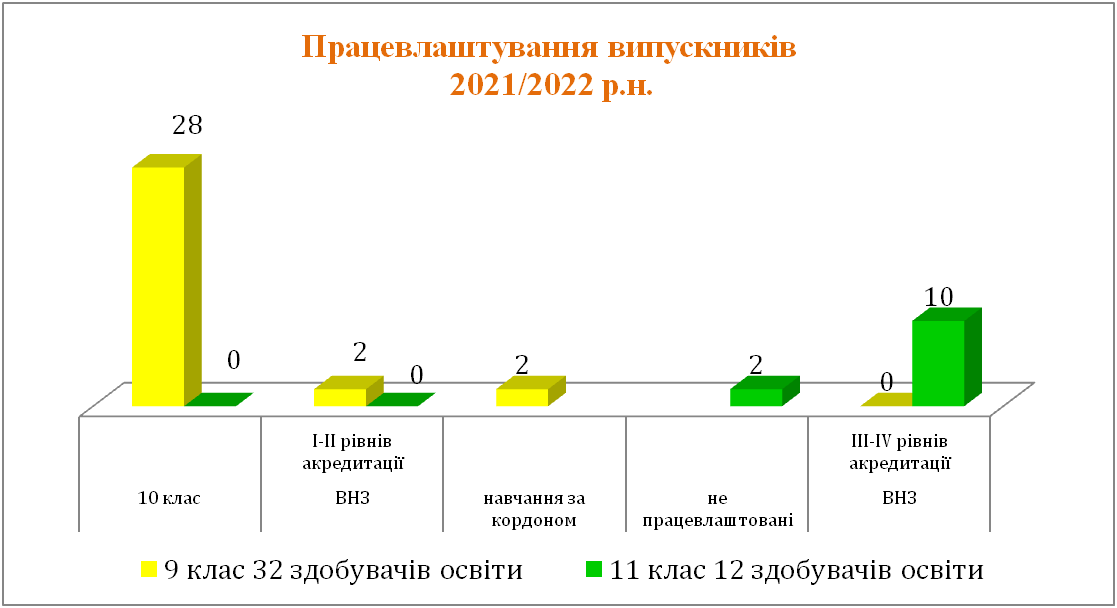 Працевлаштування випускників
2021/2022 р.н.
28
0
2
0
2
2
0
10
І-ІІ рівнів
акредитації
ІІІ-IV рівнів
акредитації
10 клас
ВНЗ
навчання за
кордоном
не
працевлаштовані
ВНЗ
9 клас 32 здобувачів освіти
11 клас 12 здобувачів освіти